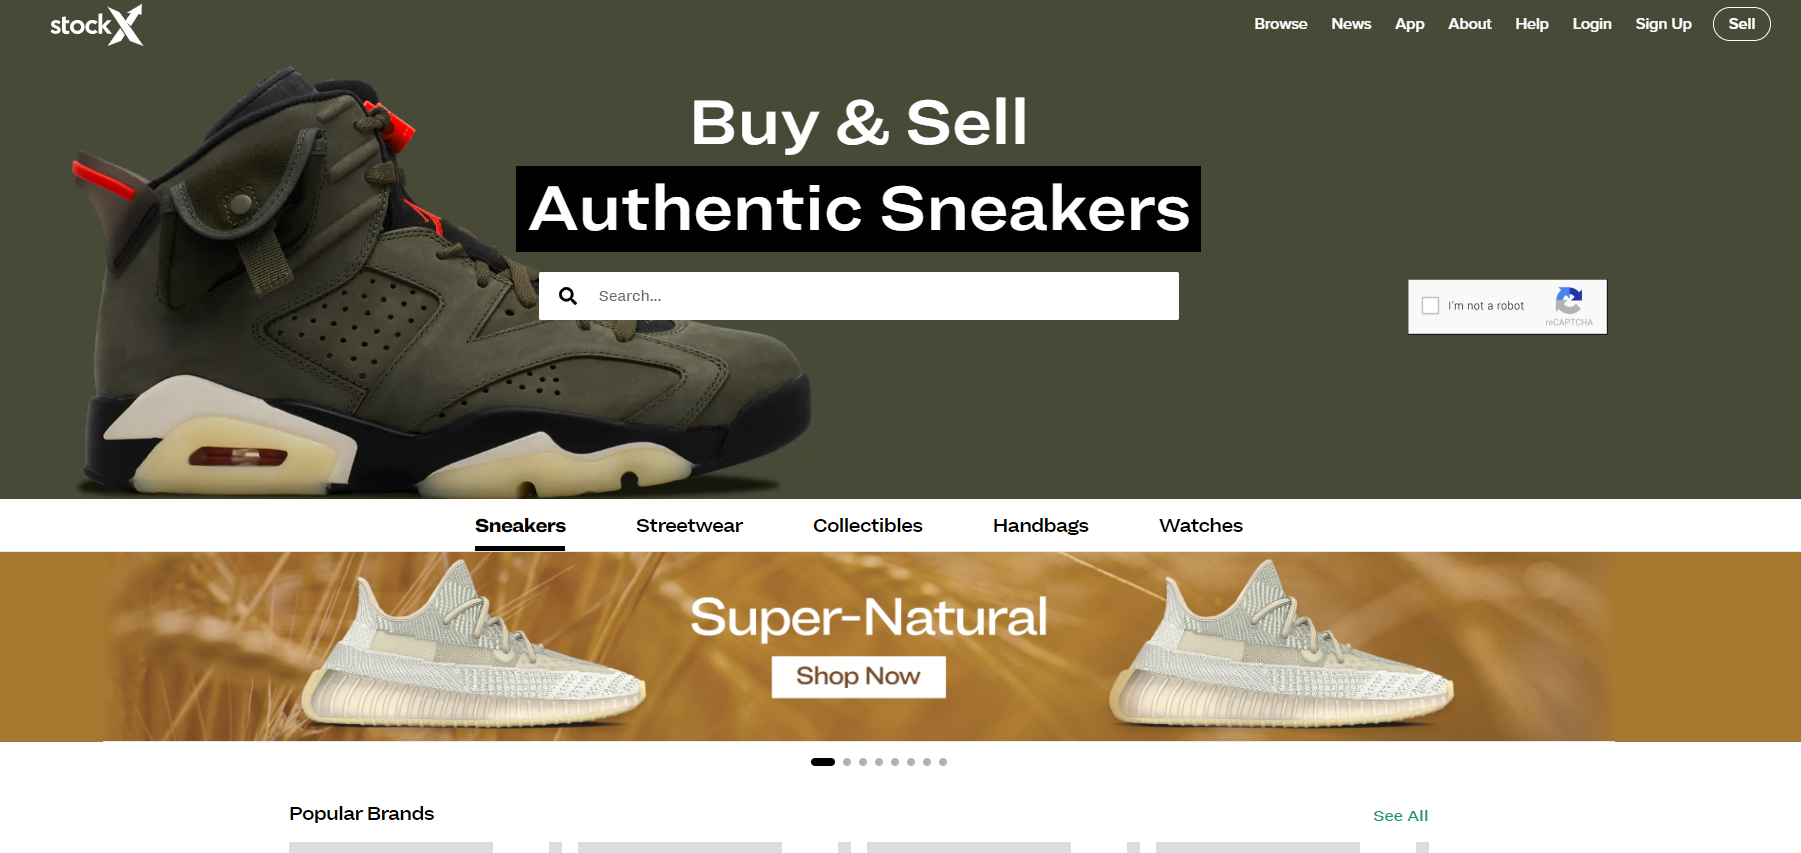 stockX
Browse News App About Help Login Sign Up Sell
Buy & Sell
Authentic Sneakers
Search...
I'm not a robot
reCAPTCHA
Sneakers Streetwear Collectibles Handbags Watches
Super-Natural
Shop Now
Popular Brands
See All